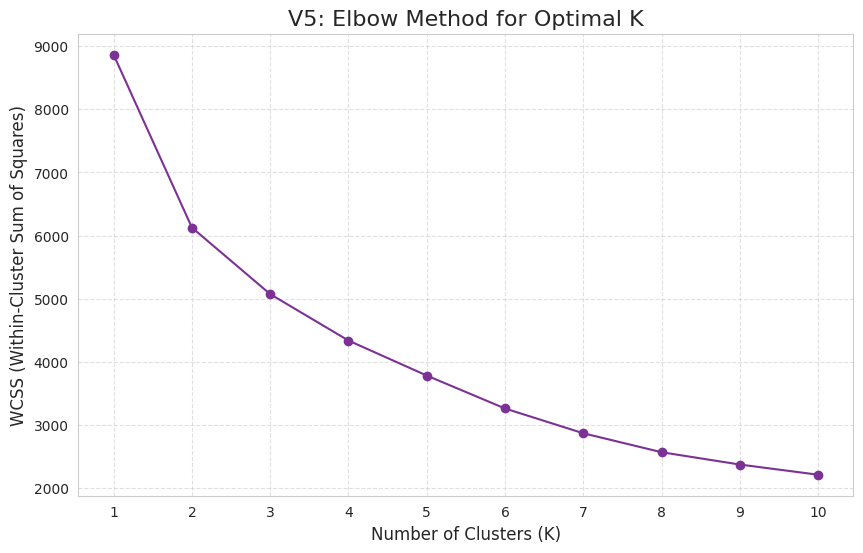 V5: Elbow Method for Optimal K
WCSS (Within-Cluster Sum of Squares)
9000
8000
7000
6000
5000
4000
3000
2000
1 2 3 4 5 6 7 8 9 10
Number of Clusters (K)